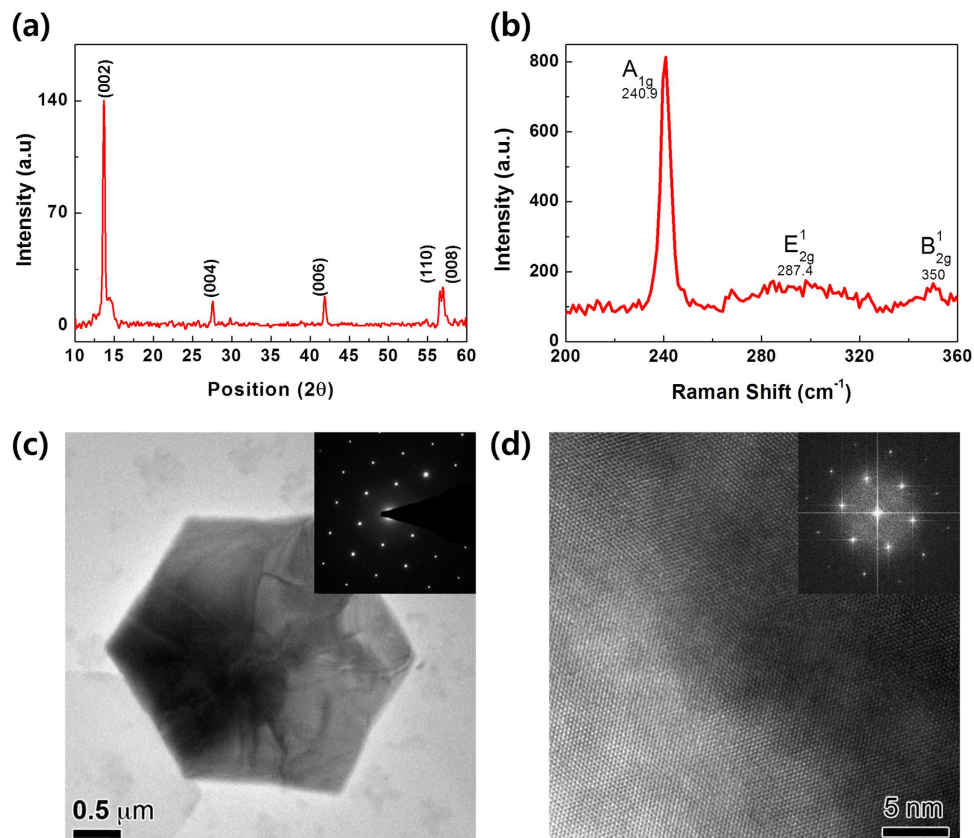 (a)
(002)
(004)
(006)
(110)
(008)
140
70
0
Intensity (a.u)
10 15 20 25 30 35 40 45 50 55 60
Position (2θ)
(b)
A1g
240.9
E12g
287.4
B12g
350
800
600
400
200
0
Intensity (a.u.)
200 240 280 320 360
Raman Shift (cm-1)
(c)
0.5 μm
(d)
5 nm